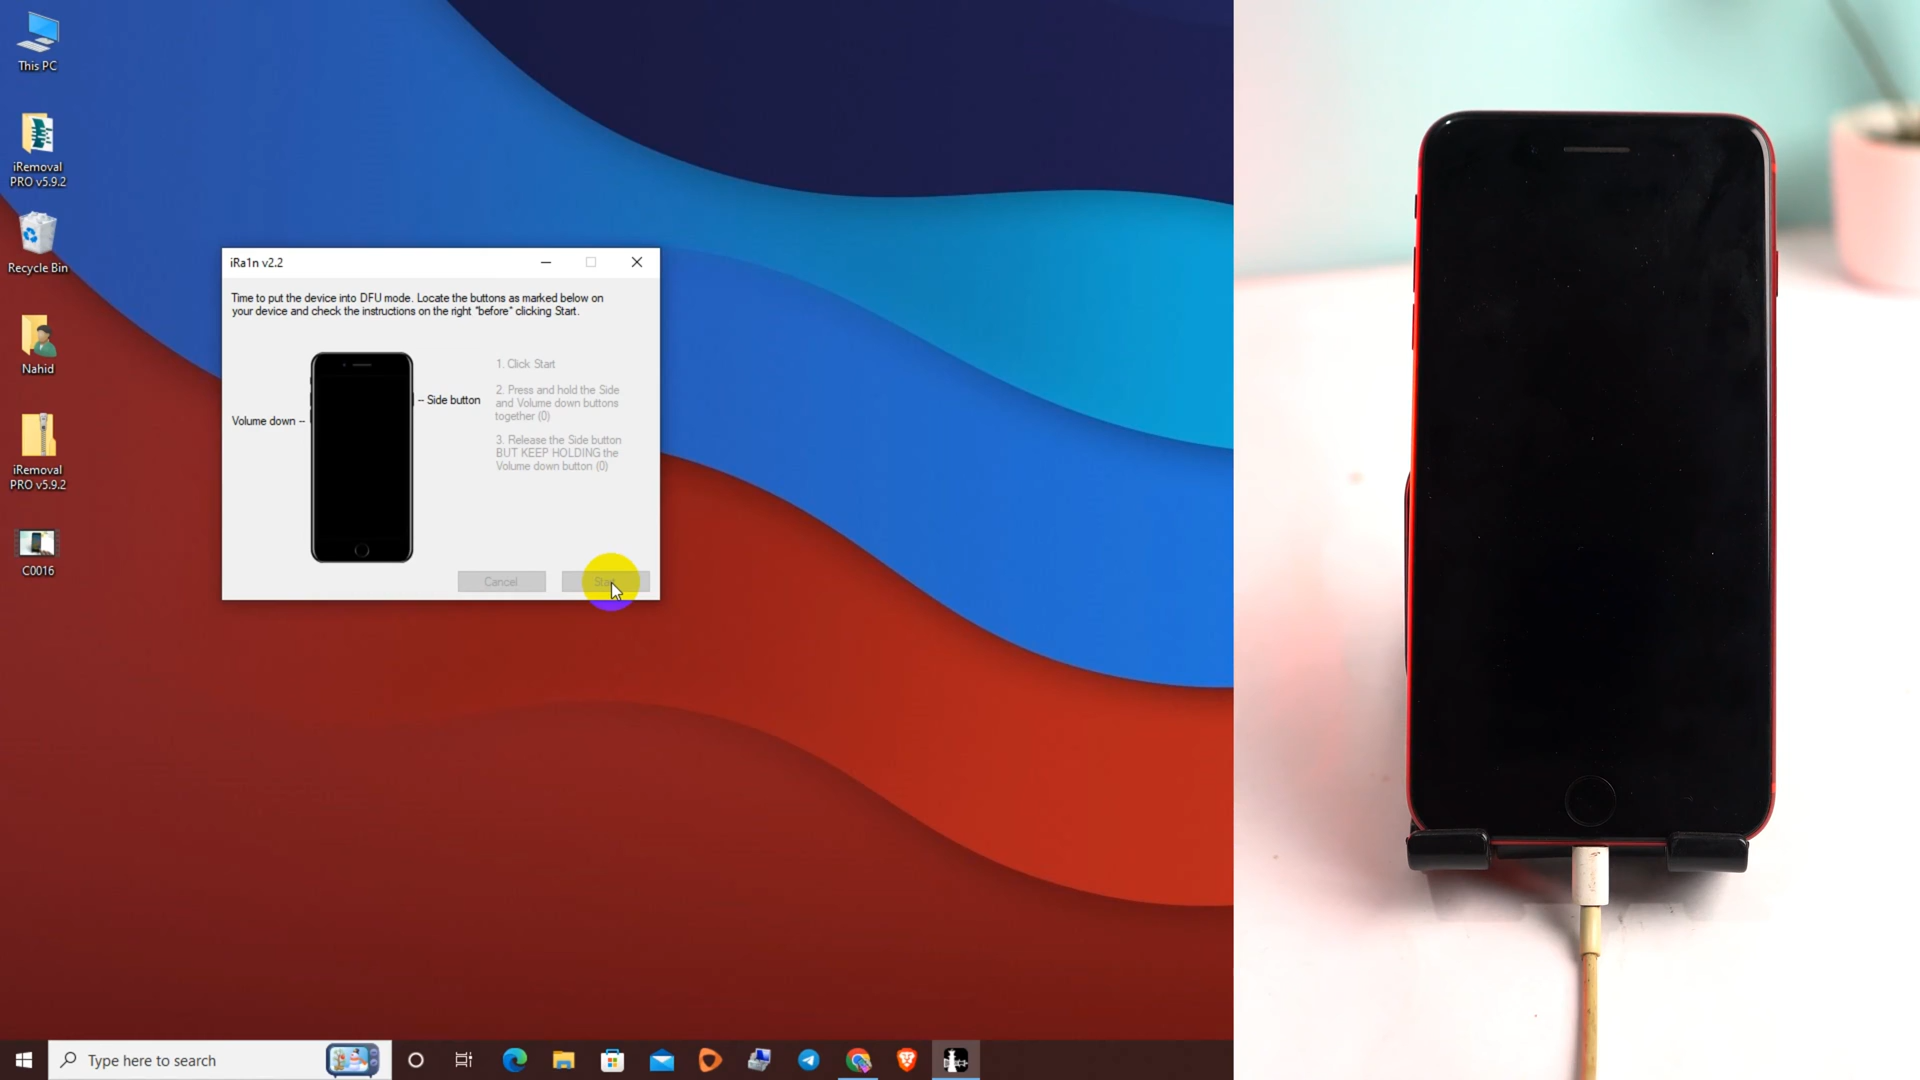 This PC
iRemoval
PRO v5.9.2
Recycle Bin
Nahid
iRemoval
PRO v5.9.2
C0016
iRa1n v2.2
Time to put the device into DFU mode. Locate the buttons as marked below on
your device and check the instructions on the right "before" clicking Start.
Volume down --
-- Side button
1. Click Start
2. Press and hold the Side
and Volume down buttons
together (0)
3. Release the Side button
BUT KEEP HOLDING the
Volume down button (0)
Cancel
Type here to search